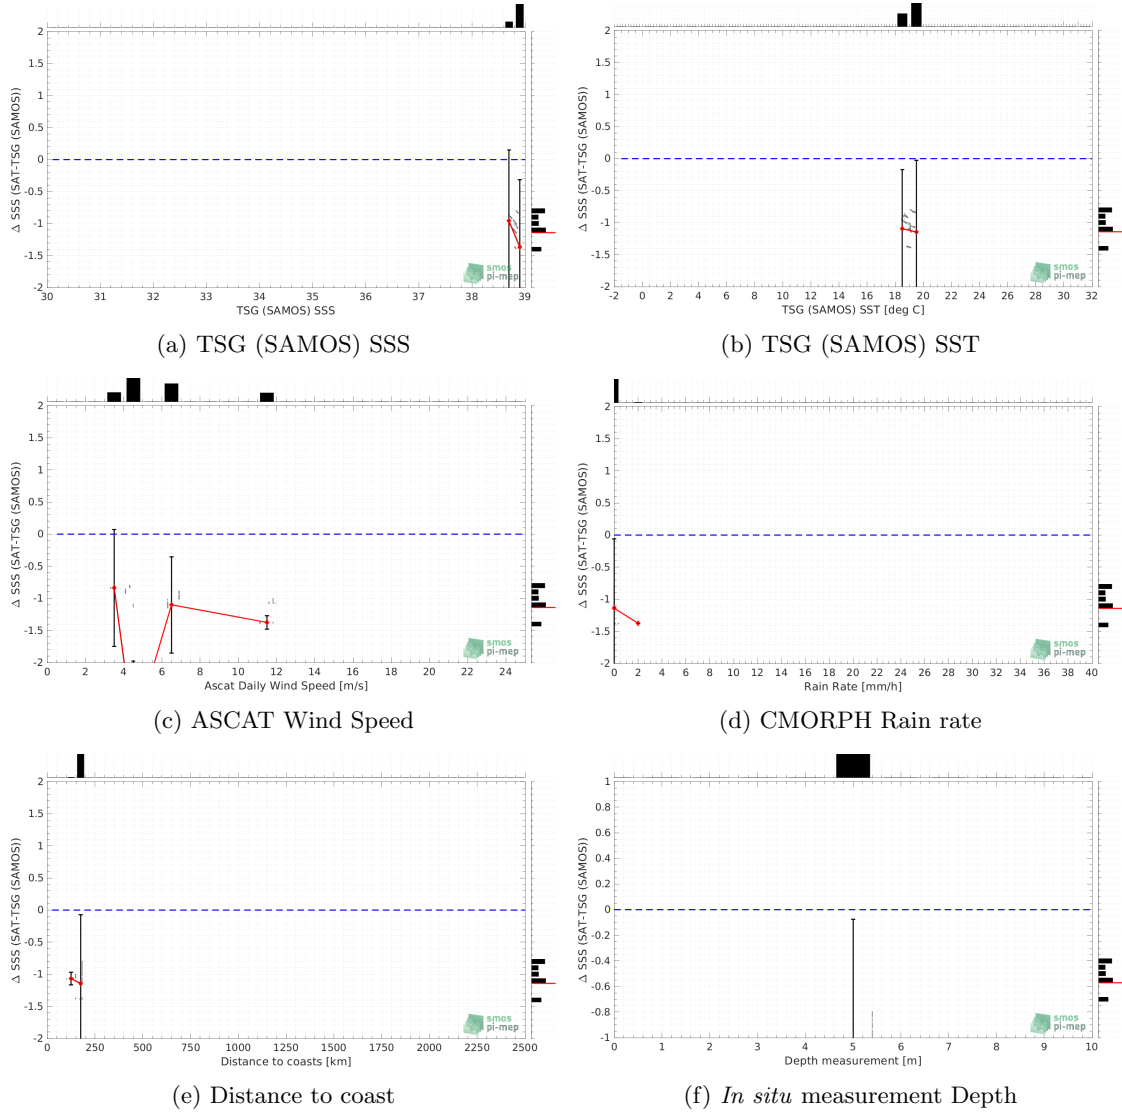 2
1.5
1
0.5
0
-0.5
-1
-1.5
-2
Δ SSS (SAT-TSG (SAMOS))
30 31 32 33 34 35 36 37 38 39
TSG (SAMOS) SSS
smos
pi-mep
(a) TSG (SAMOS) SSS
2
1.5
1
0.5
0
-0.5
-1
-1.5
-2
Δ SSS (SAT-TSG (SAMOS))
-2 0 2 4 6 8 10 12 14 16 18 20 22 24 26 28 30 32
TSG (SAMOS) SST [deg C]
smos
pi-mep
(b) TSG (SAMOS) SST
2
1.5
1
0.5
0
-0.5
-1
-1.5
-2
Δ SSS (SAT-TSG (SAMOS))
0 2 4 6 8 10 12 14 16 18 20 22 24
Ascat Daily Wind Speed [m/s]
smos
pi-mep
(c) ASCAT Wind Speed
2
1.5
1
0.5
0
-0.5
-1
-1.5
-2
Δ SSS (SAT-TSG (SAMOS))
0 2 4 6 8 10 12 14 16 18 20 22 24 26 28 30 32 34 36 38 40
Rain Rate [mm/h]
smos
pi-mep
(d) CMORPH Rain rate
2
1.5
1
0.5
0
-0.5
-1
-1.5
-2
Δ SSS (SAT-TSG (SAMOS))
0 250 500 750 1000 1250 1500 1750 2000 2250 2500
Distance to coasts [km]
smos
pi-mep
(e) Distance to coast
1
0.8
0.6
0.4
0.2
0
-0.2
-0.4
-0.6
-0.8
-1
Δ SSS (SAT-TSG (SAMOS))
0 1 2 3 4 5 6 7 8 9 10
Depth measurement [m]
smos
pi-mep
(f) In situ measurement Depth